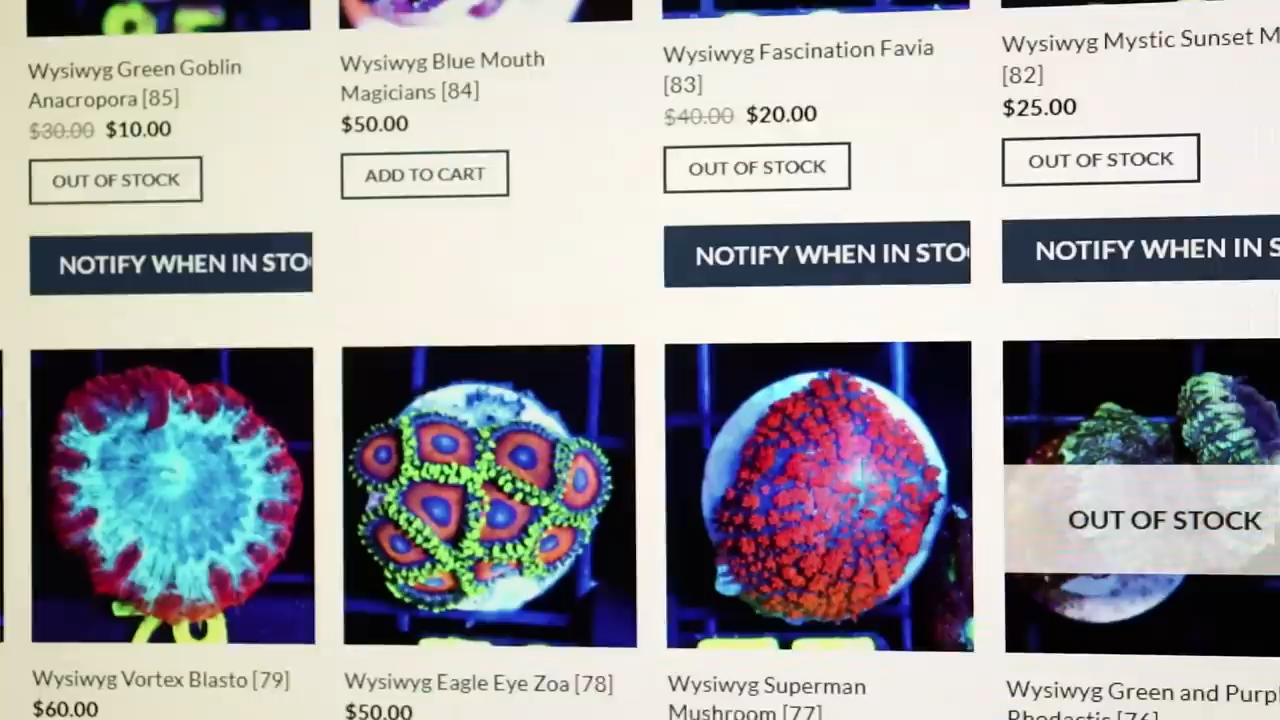 Wysiwyg Green Goblin
Anacropora [85]
$30.00 $10.00
OUT OF STOCK
NOTIFY WHEN IN STO
Wysiwyg Blue Mouth
Magicians [84]
$50.00
ADD TO CART
Wysiwyg Fascination Favia
[83]
$40.00 $20.00
OUT OF STOCK
NOTIFY WHEN IN STO
Wysiwyg Mystic Sunset M
[82]
$25.00
OUT OF STOCK
NOTIFY WHEN IN S
Wysiwyg Vortex Blasto [79]
$60.00
Wysiwyg Eagle Eye Zoa [78]
$50.00
Wysiwyg Superman
Mushroom [77]
OUT OF STOCK
Wysiwyg Green and Purpl
Rhodactis [76]